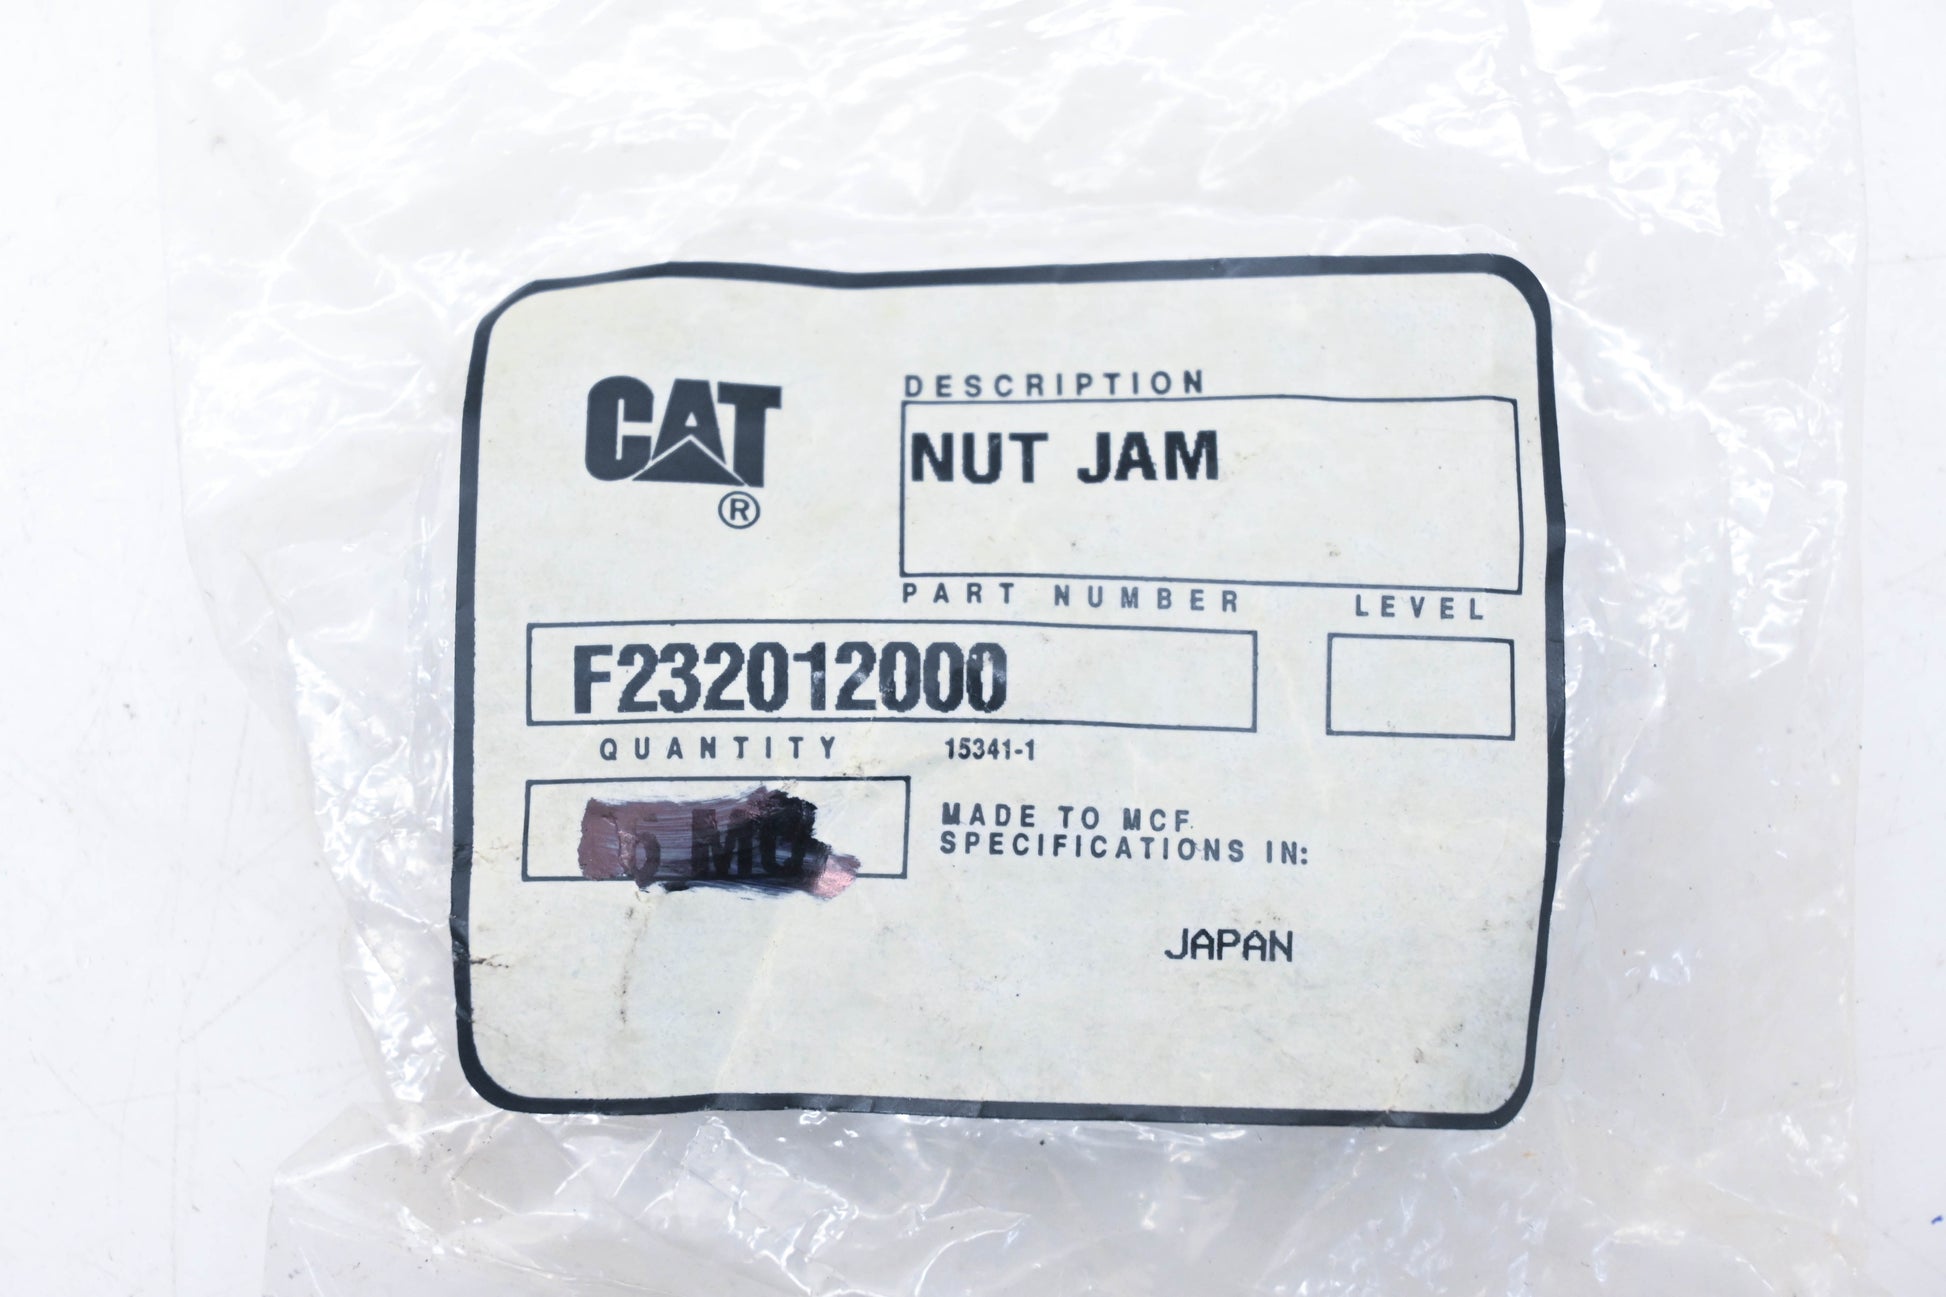 CAT
®
DESCRIPTION
NUT JAM
PART NUMBER
LEVEL
F232012000
QUANTITY
15341-1
MADE TO MCF
SPECIFICATIONS IN:
JAPAN